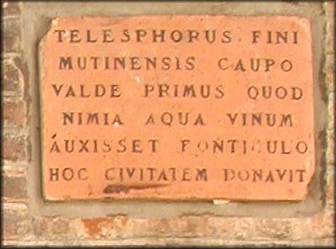 TELESPHORUS FINI
MUTINENSIS CAUPO
VALDE PRIMUS QUOD
NIMIA AQUA VINUM
AUXISSET FONTICULO
HOC CIVITATEM DONAVIT